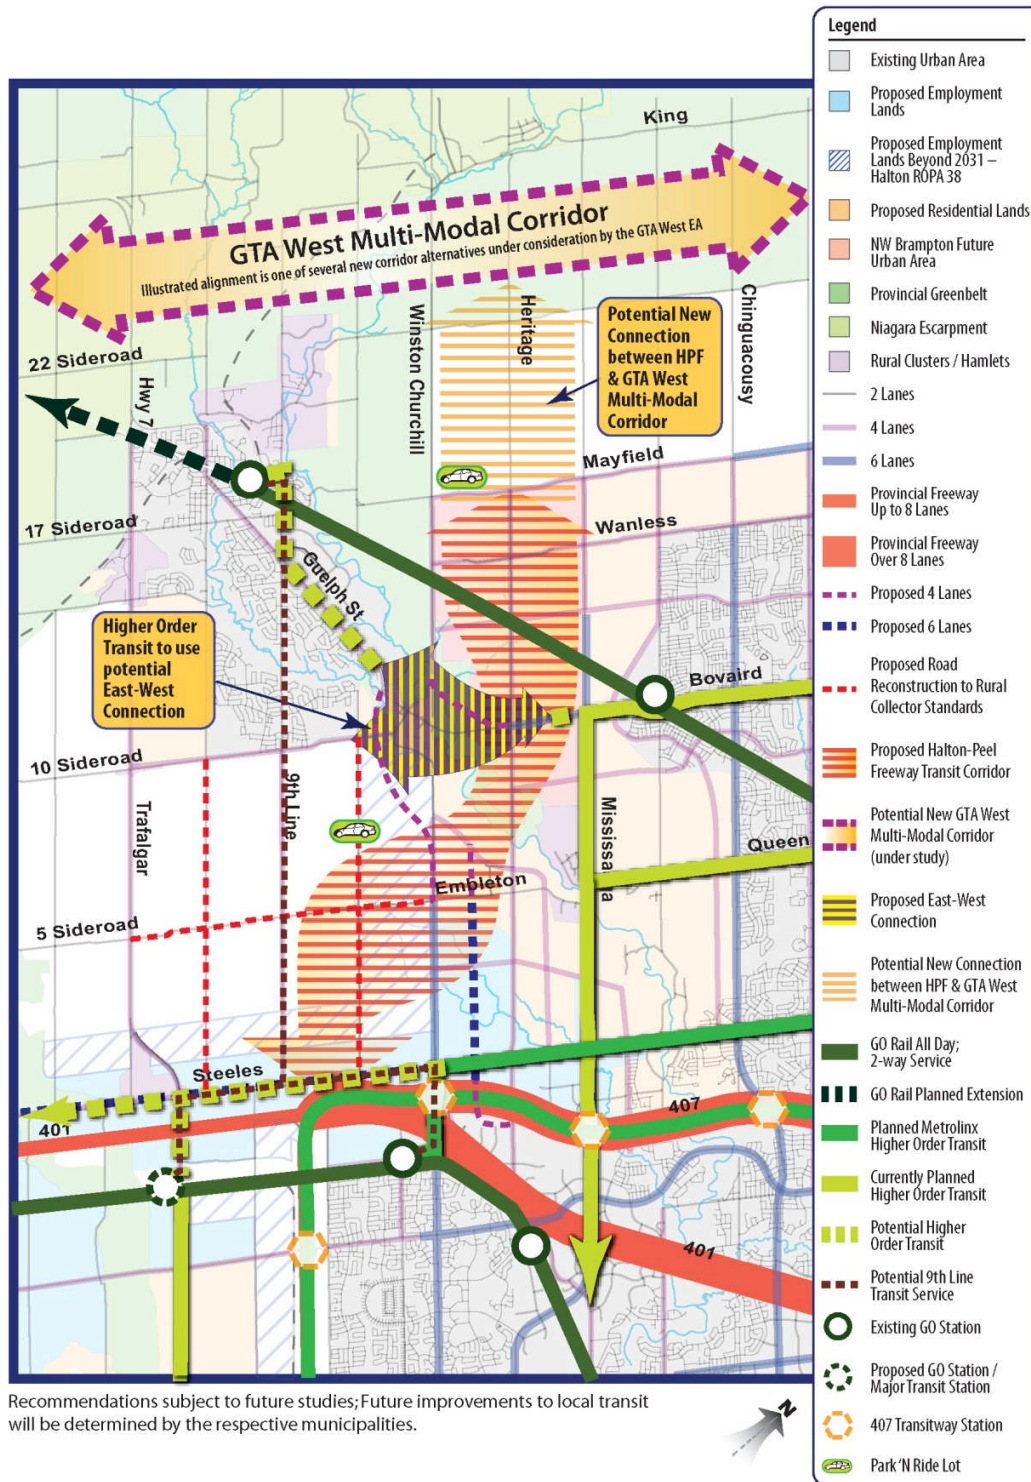 Legend
Existing Urban Area
Proposed Employment
Lands
Proposed Employment
Lands Beyond 2031 –
Halton ROPA 38
Proposed Residential Lands
NW Brampton Future
Urban Area
Provincial Greenbelt
Niagara Escarpment
Rural Clusters / Hamlets
2 Lanes
4 Lanes
6 Lanes
Provincial Freeway
Up to 8 Lanes
Provincial Freeway
Over 8 Lanes
Proposed 4 Lanes
Proposed 6 Lanes
Proposed Road
Reconstruction to Rural
Collector Standards
Proposed Halton-Peel
Freeway Transit Corridor
Potential New GTA West
Multi-Modal Corridor
(under study)
Proposed East-West
Connection
Potential New Connection
between HPF & GTA West
Multi-Modal Corridor
GO Rail All Day;
2-way Service
GO Rail Planned Extension
Planned Metrolinx
Higher Order Transit
Currently Planned
Higher Order Transit
Potential Higher
Order Transit
Potential 9th Line
Transit Service
Existing GO Station
Proposed GO Station /
Major Transit Station
407 Transitway Station
Park 'N Ride Lot
King
GTA West Multi-Modal Corridor
Illustrated alignment is one of several new corridor alternatives under consideration by the GTA West EA
Winston Churchill
Heritage
Chinguacousy
Potential New
Connection
between HPF
& GTA West
Multi-Modal
Corridor
22 Sideroad
Hwy 7
Mayfield
17 Sideroad
Wanless
Guelph St
Higher Order
Transit to use
potential
East-West
Connection
Bovaird
10 Sideroad
Trafalgar
9th Line
Queen
Embleton
5 Sideroad
Steeles
401
407
401
Recommendations subject to future studies; Future improvements to local transit
will be determined by the respective municipalities.
N